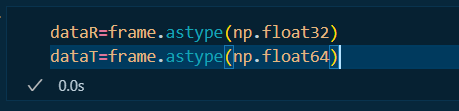 dataR=frame.astype(np.float32)
dataT=frame.astype(np.float64)
0.0s